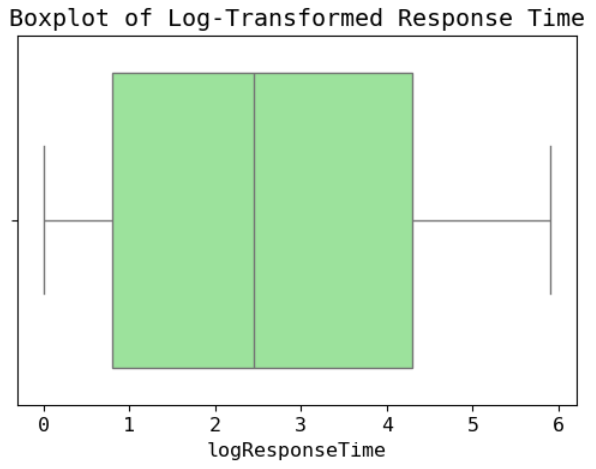 Boxplot of Log-Transformed Response Time
0 1 2 3 4 5 6
logResponseTime